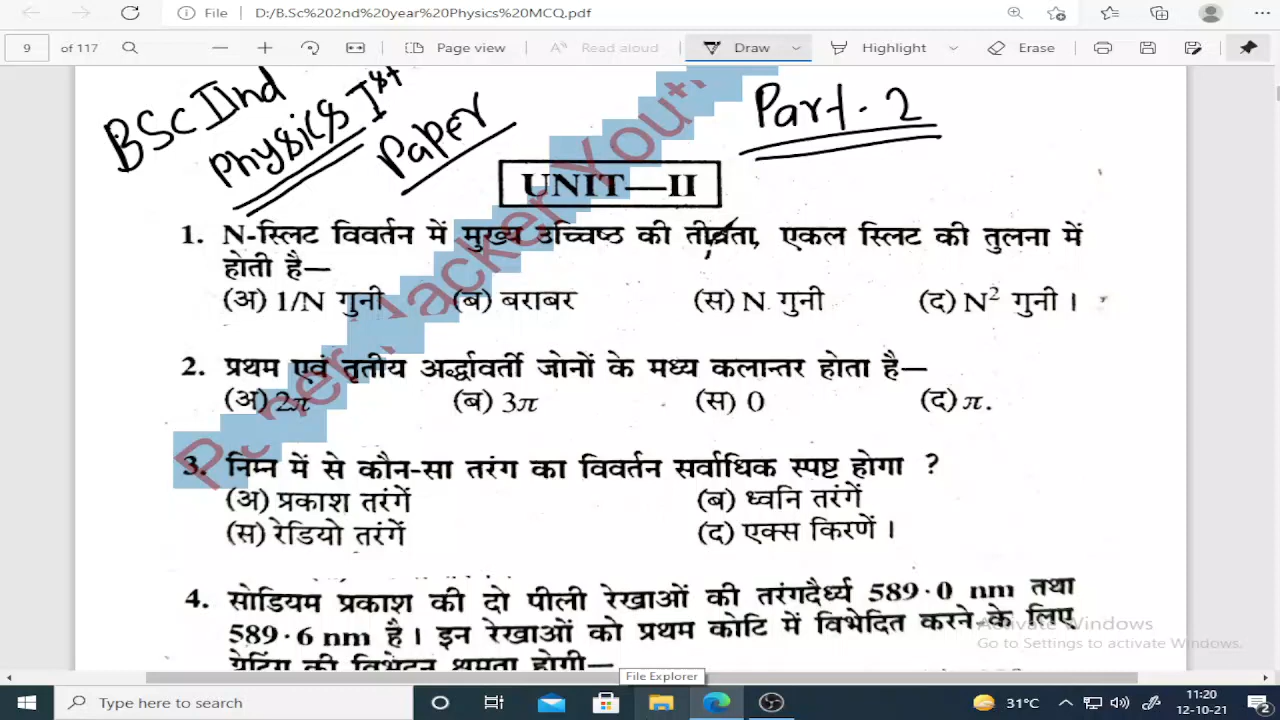 File | D:/B.Sc%202nd%20year%20Physics%20MCQ.pdf
9 of 117 Page view Read aloud Draw Highlight Erase
BSc IInd
Physics Ist
Paper
Part-2
UNIT—II
1. N-स्लिट विवर्तन में मुख्य उच्चिष्ठ की तीव्रता, एकल स्लिट की तुलना में
होती है—
(अ) 1/N गुनी (ब) बराबर (स) N गुनी (द) N² गुनी ।
2. प्रथम एवं तृतीय अर्द्धावर्ती जोनों के मध्य कलान्तर होता है—
(अ) 2π (ब) 3π (स) 0 (द) π.
3. निम्न में से कौन-सा तरंग का विवर्तन सर्वाधिक स्पष्ट होगा ?
(अ) प्रकाश तरंगें (ब) ध्वनि तरंगें
(स) रेडियो तरंगें (द) एक्स किरणें ।
4. सोडियम प्रकाश की दो पीली रेखाओं की तरंगदैर्ध्य 589·0 nm तथा
589·6 nm है। इन रेखाओं को प्रथम कोटि में विभेदित करने के लिए
ग्रेटिंग की विभेदन क्षमता होगी—
Activate Windows
Go to Settings to activate Windows.
File Explorer
Type here to search
31°C
11:20
12-10-21
2